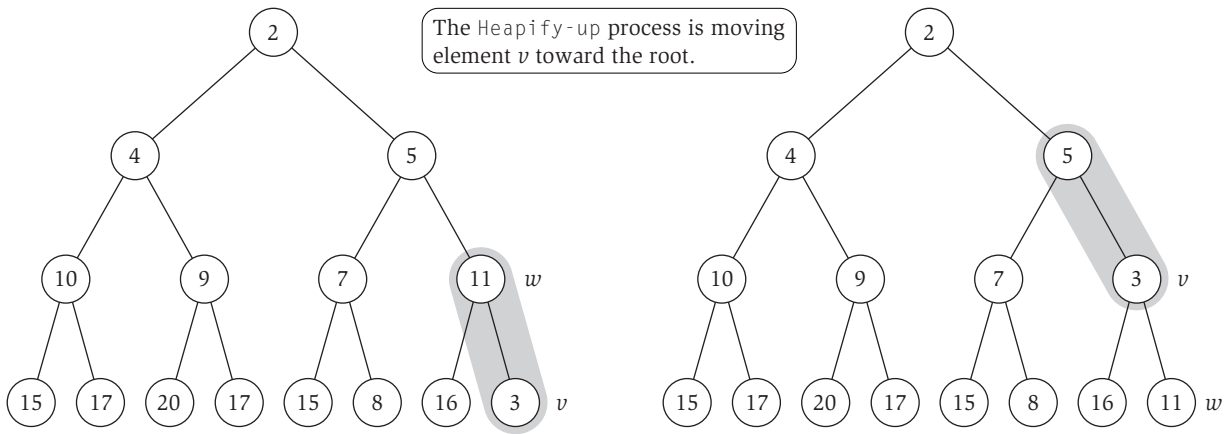 The Heapify-up process is moving
element v toward the root.
2
4 5
10 9 7 11 w
15 17 20 17 15 8 16 3 v
2
4 5
10 9 7 3 v
15 17 20 17 15 8 16 11 w